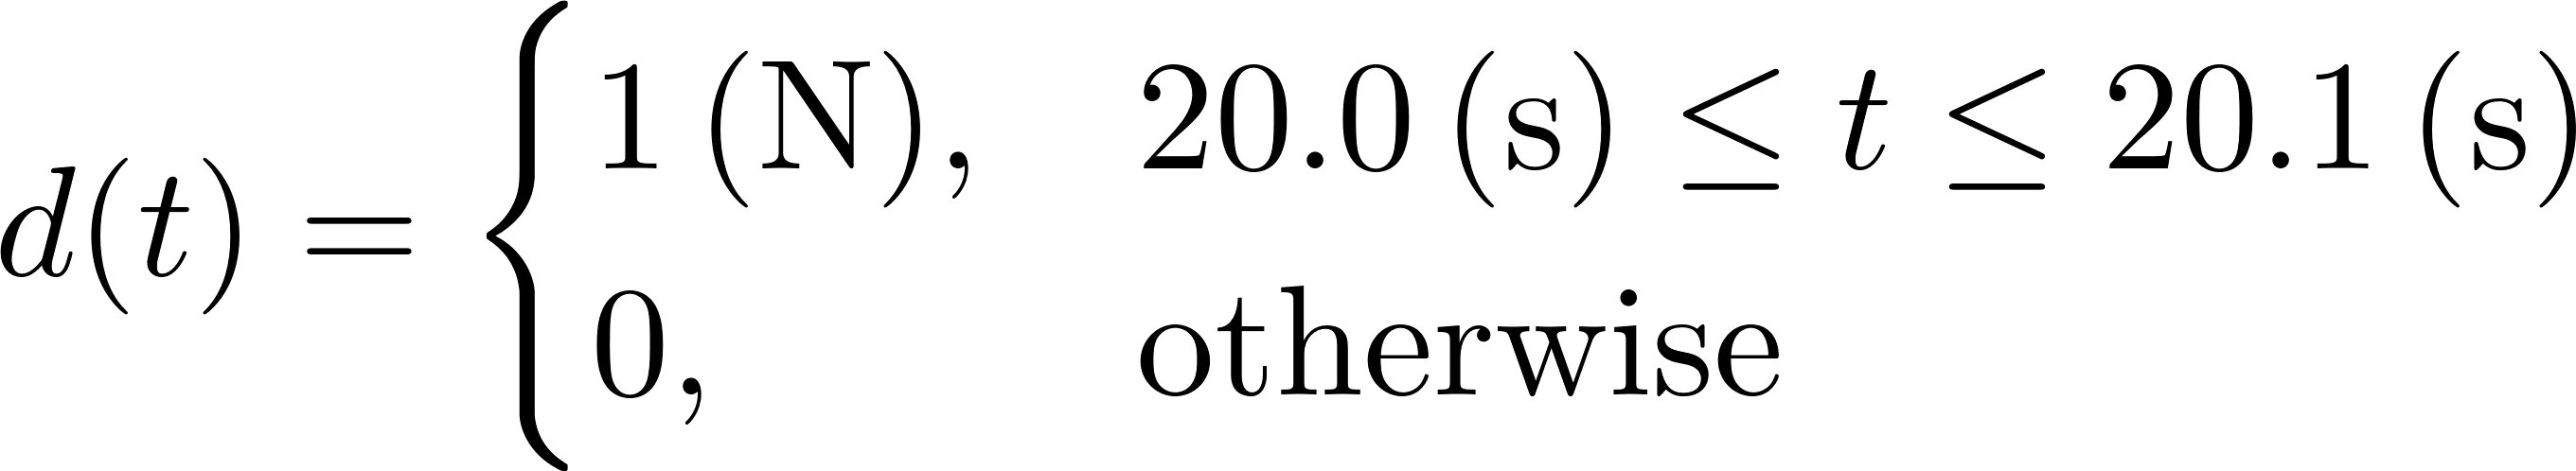 d(t) = { 1 (N), 20.0 (s) ≤ t ≤ 20.1 (s)
0, otherwise